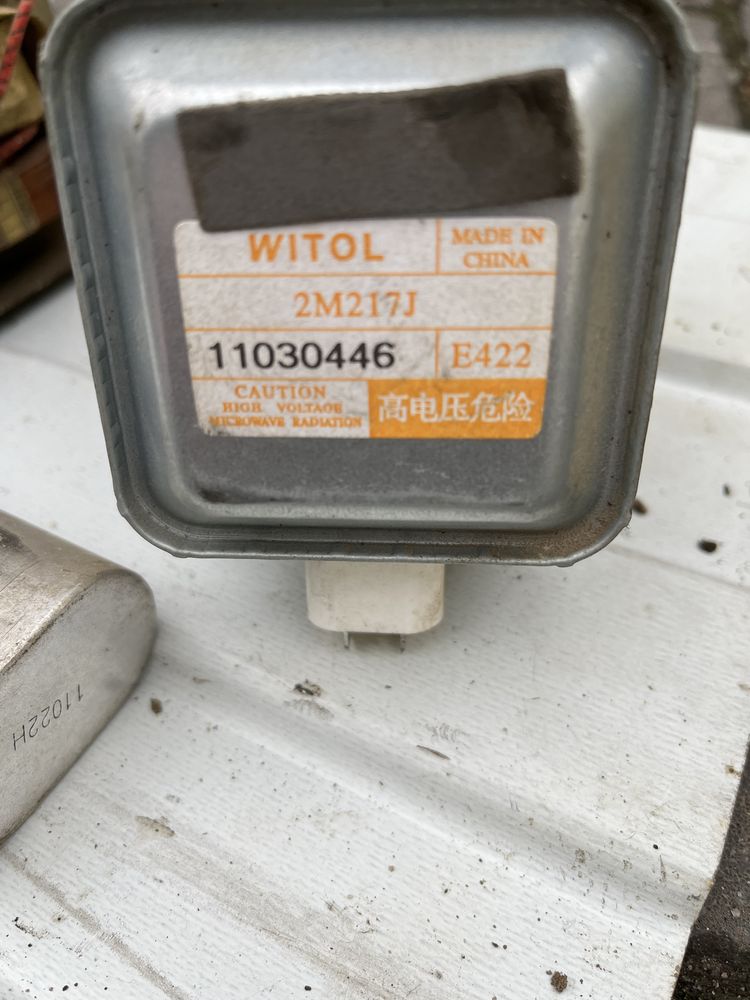 WITOL
MADE IN
CHINA
2M217J
11030446
E422
CAUTION
HIGH VOLTAGE
MICROWAVE RADIATION
高电压危险
11022H